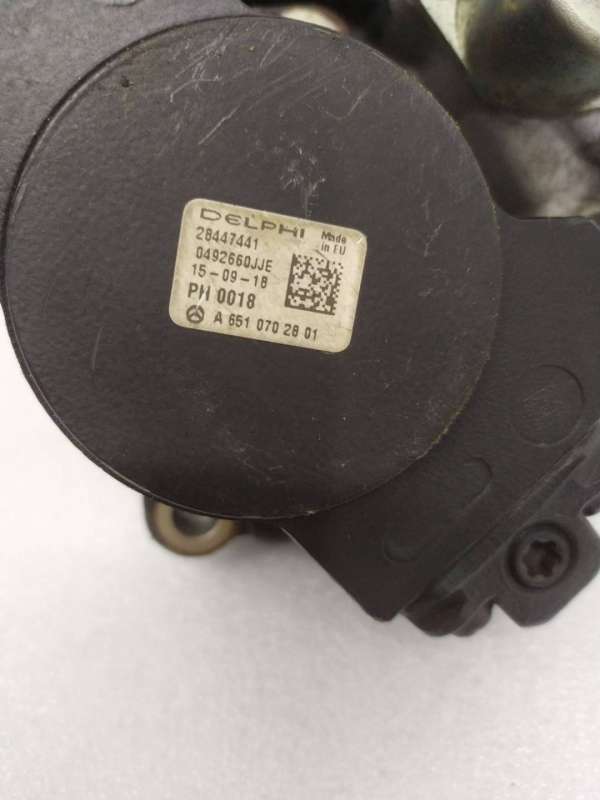 DELPHI
Made in EU
28447441
0492660JJE
15-09-18
PH 0018
A 651 070 28 01